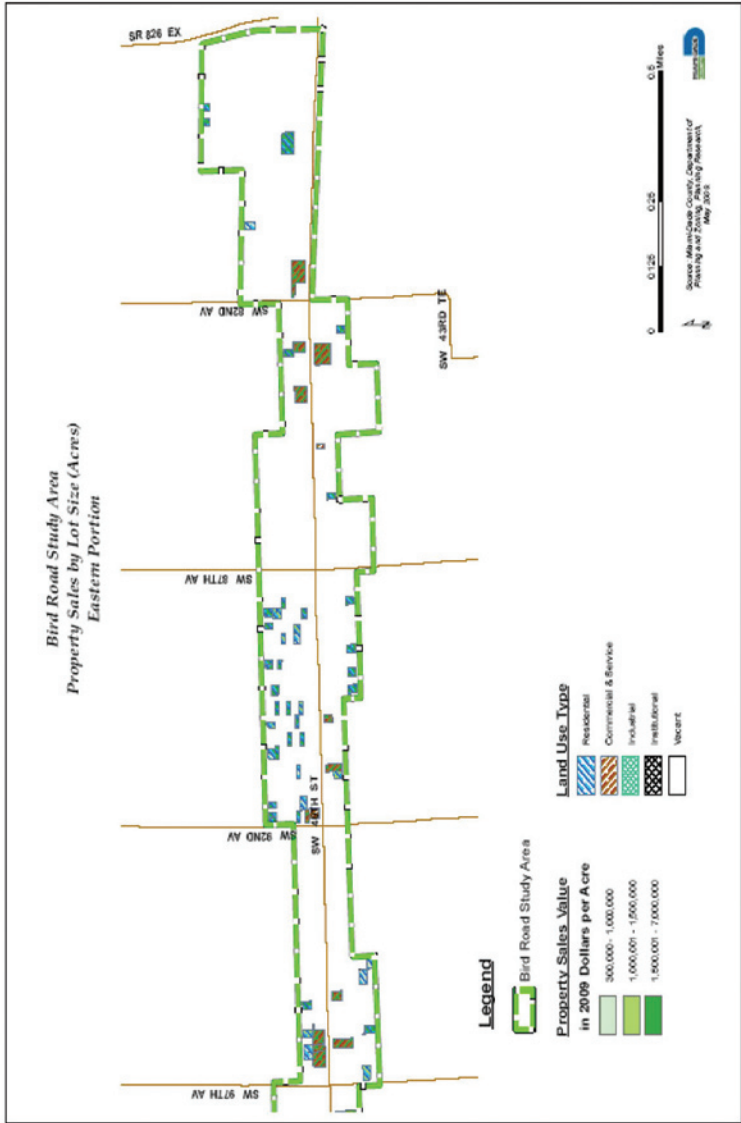 Bird Road Study Area
Property Sales by Lot Size (Acres)
Eastern Portion
SW 97TH AV
SW 92ND AV
SW 87TH AV
SW 82ND AV
SR 826 EX
SW 40TH ST
SW 43RD TE
Legend
Bird Road Study Area
Property Sales Value
in 2009 Dollars per Acre
300,000 - 1,000,000
1,000,001 - 1,500,000
1,500,001 - 7,000,000
Land Use Type
Residential
Commercial & Service
Industrial
Institutional
Vacant
0 0.125 0.25 0.5
Miles
N
Source: Miami-Dade County, Department of
Planning and Zoning, Planning Research,
May 2009.